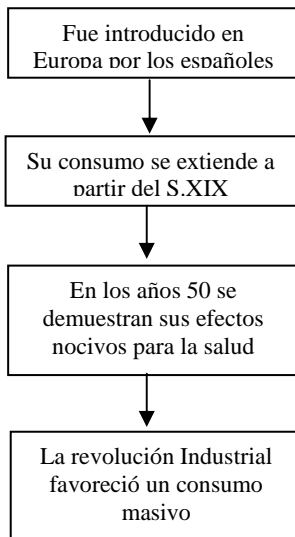 Fue introducido en
Europa por los españoles
Su consumo se extiende a
partir del S.XIX
En los años 50 se
demuestran sus efectos
nocivos para la salud
La revolución Industrial
favoreció un consumo
masivo